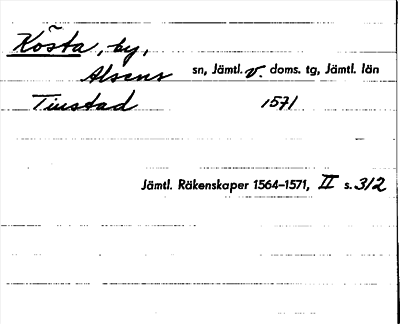 Kösta, by,
Alsens sn, Jämtl. v. doms. tg, Jämtl. län
Tiustad 1571
Jämtl. Räkenskaper 1564–1571, II s. 312